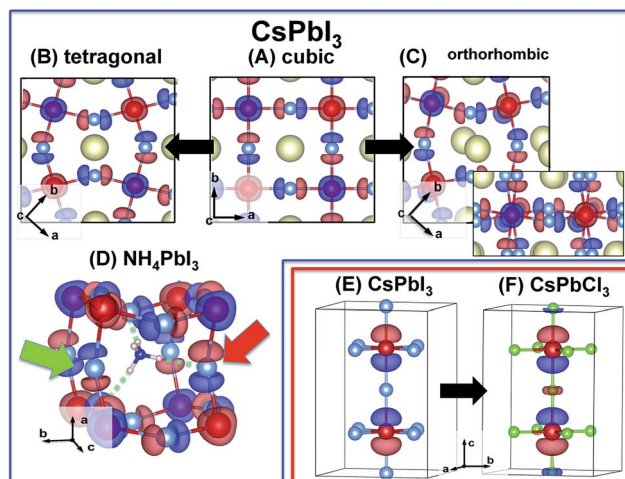 CsPbI3
(B) tetragonal
(A) cubic
(C) orthorhombic
b
c
a
b
c
a
b
c
a
(D) NH4PbI3
a
b
c
(E) CsPbI3
(F) CsPbCl3
c
a
b